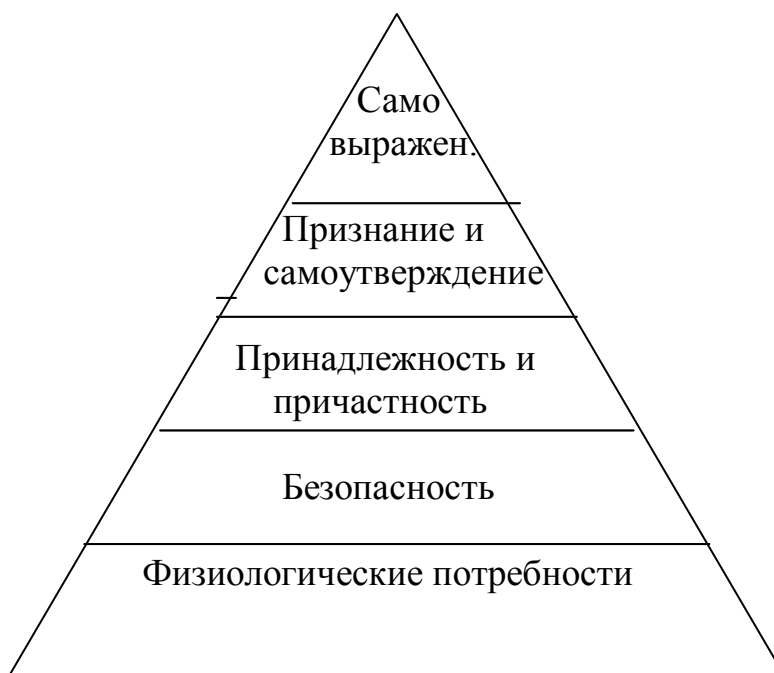 Само
выражен.
Признание и
самоутверждение
Принадлежность и
причастность
Безопасность
Физиологические потребности